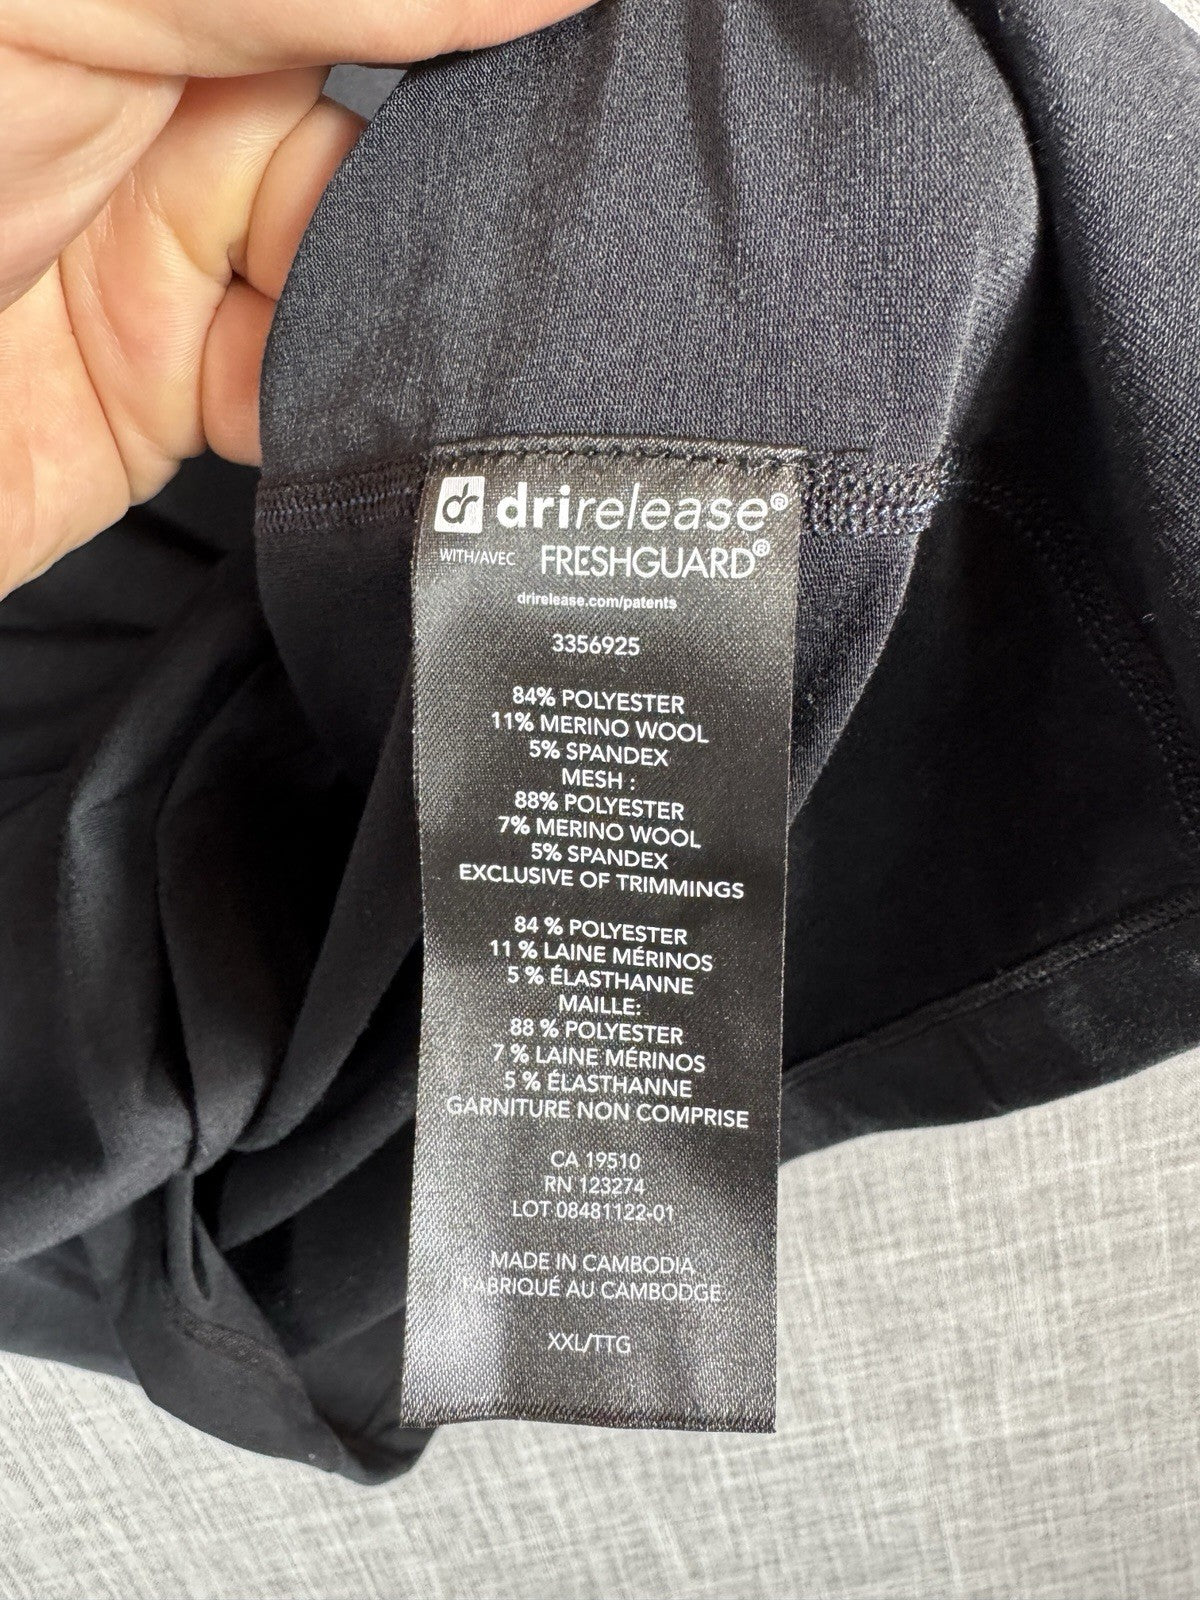 dr drirelease®
WITH/AVEC FRESHGUARD®
drirelease.com/patents
3356925
84% POLYESTER
11% MERINO WOOL
5% SPANDEX
MESH :
88% POLYESTER
7% MERINO WOOL
5% SPANDEX
EXCLUSIVE OF TRIMMINGS
84 % POLYESTER
11 % LAINE MÉRINOS
5 % ÉLASTHANNE
MAILLE:
88 % POLYESTER
7 % LAINE MÉRINOS
5 % ÉLASTHANNE
GARNITURE NON COMPRISE
CA 19510
RN 123274
LOT 08481122-01
MADE IN CAMBODIA
FABRIQUÉ AU CAMBODGE
XXL/TTG